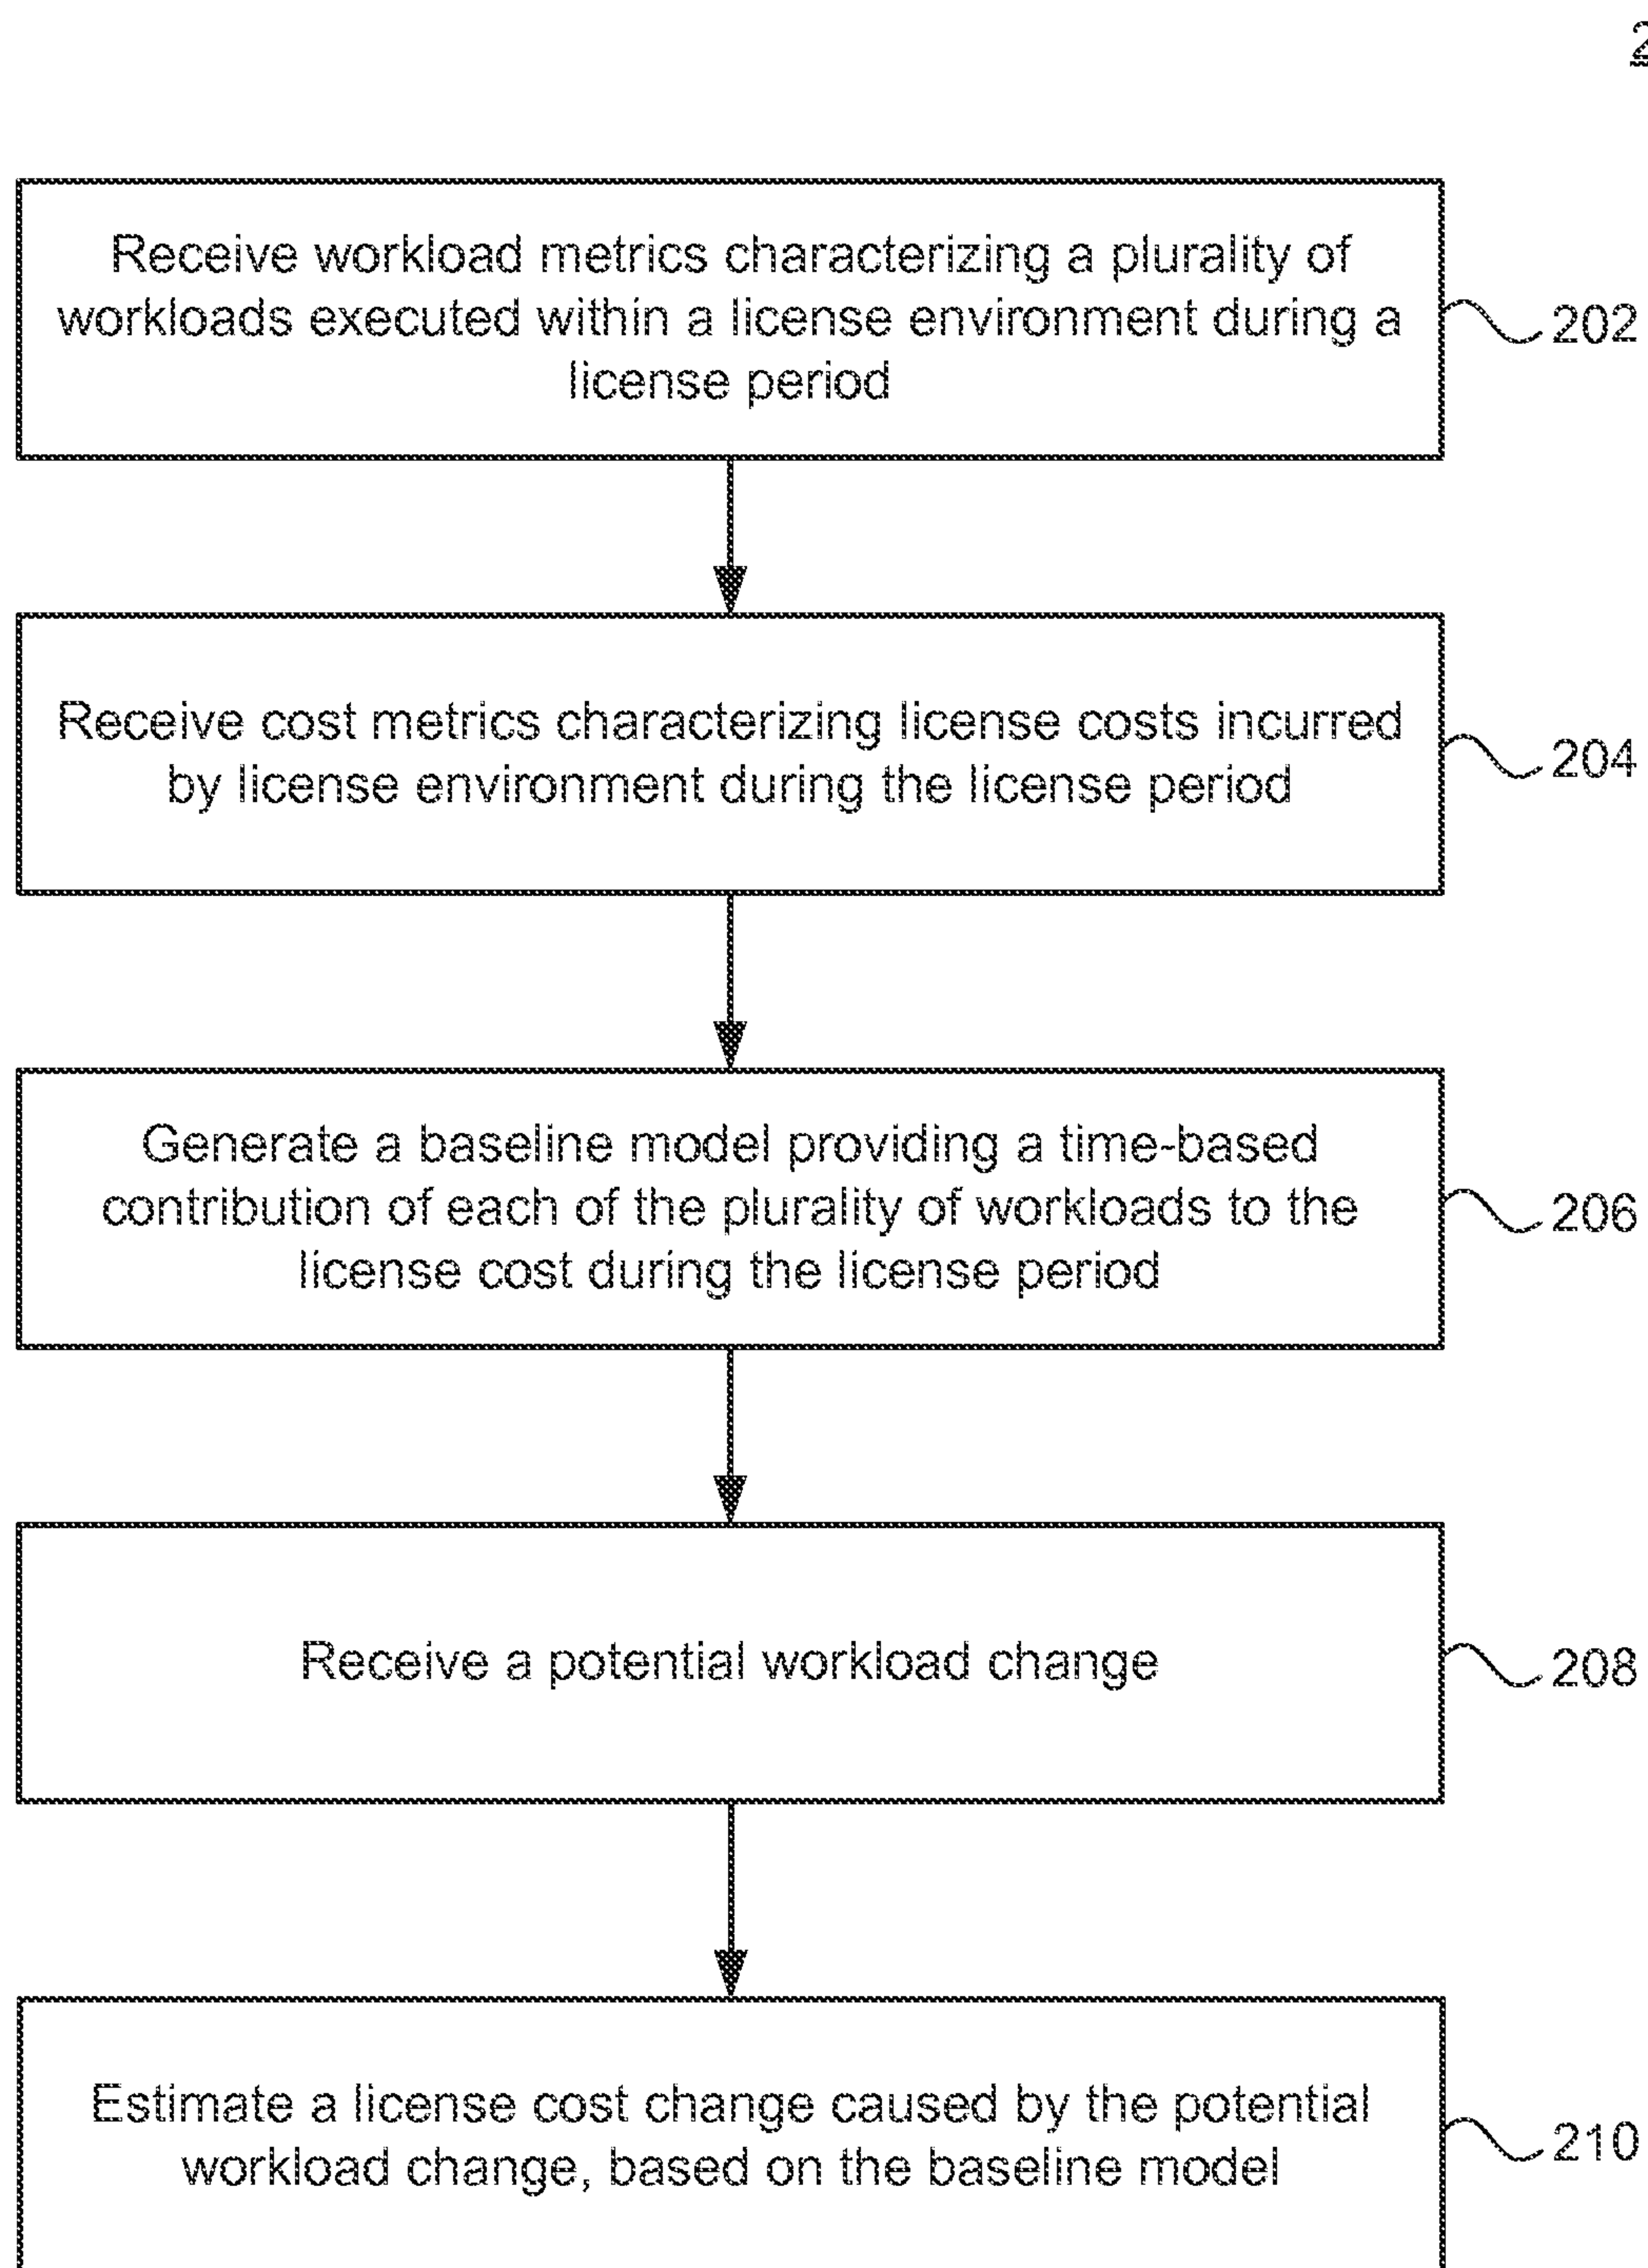 Receive workload metrics characterizing a plurality of
workloads executed within a license environment during a
license period
202
Receive cost metrics characterizing license costs incurred
by license environment during the license period
204
Generate a baseline model providing a time-based
contribution of each of the plurality of workloads to the
license cost during the license period
206
Receive a potential workload change
208
Estimate a license cost change caused by the potential
workload change, based on the baseline model
210